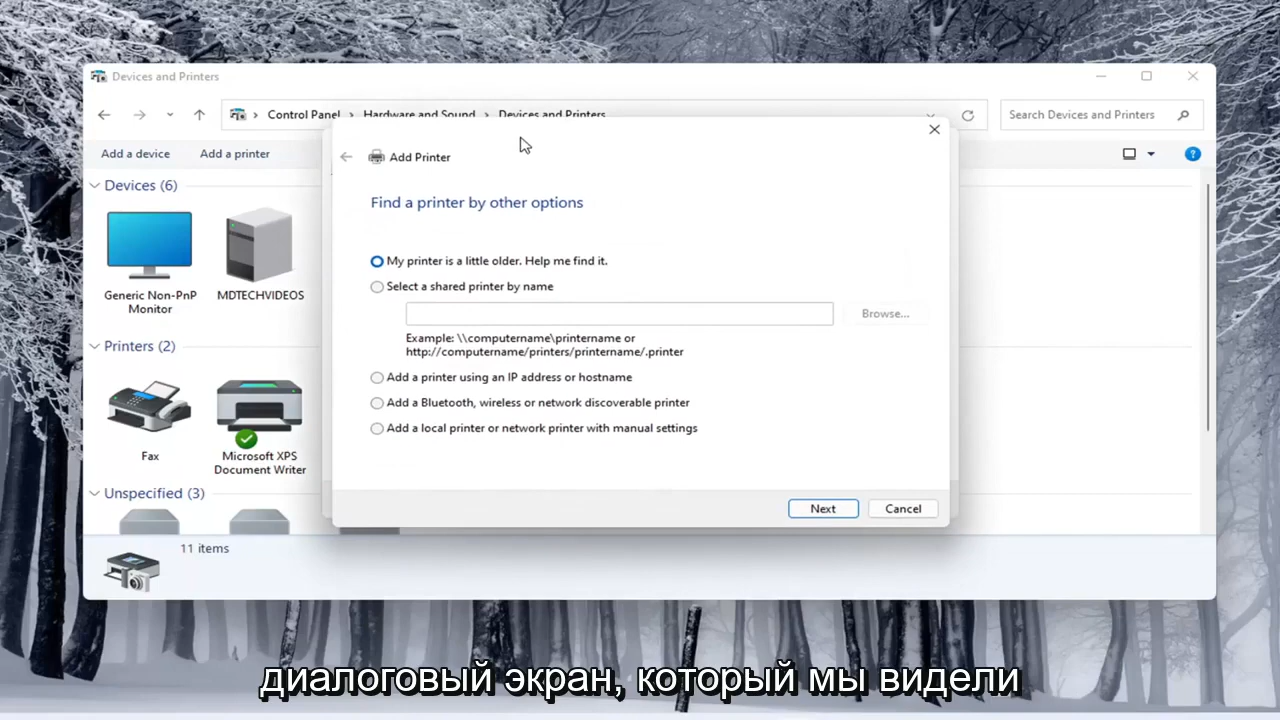 Devices and Printers
Control Panel > Hardware and Sound > Devices and Printers
Search Devices and Printers
Add a device
Add a printer
Devices (6)
Generic Non-PnP
Monitor
MDTECHVIDEOS
Printers (2)
Fax
Microsoft XPS
Document Writer
Unspecified (3)
11 items
Add Printer
Find a printer by other options
My printer is a little older. Help me find it.
Select a shared printer by name
Browse...
Example: \\computername\printername or
http://computername/printers/printername/.printer
Add a printer using an IP address or hostname
Add a Bluetooth, wireless or network discoverable printer
Add a local printer or network printer with manual settings
Next
Cancel
диалоговый экран, который мы видели